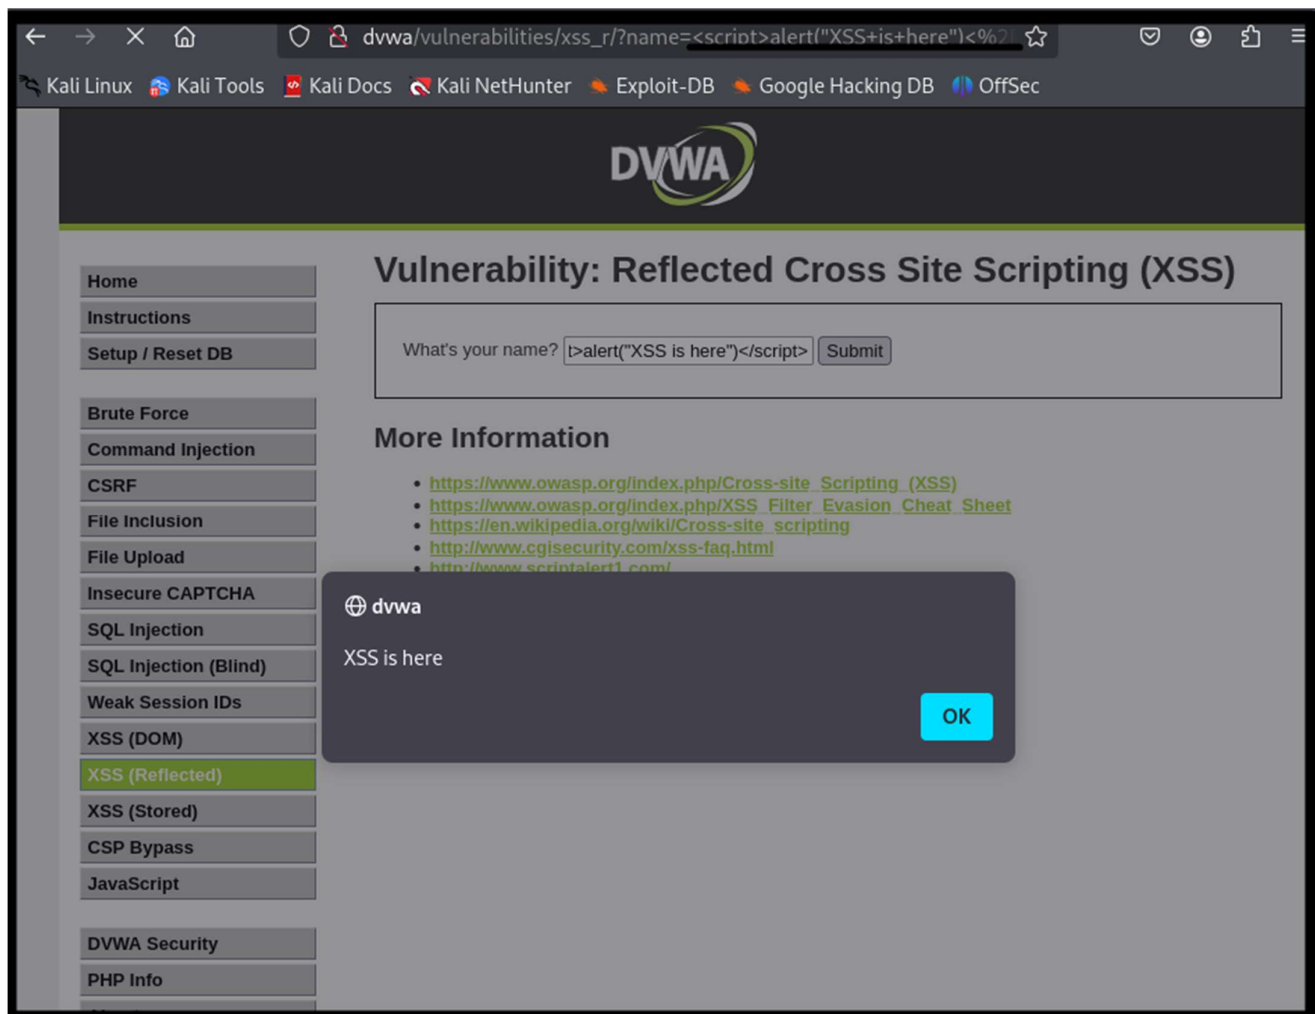 dvwa/vulnerabilities/xss_r/?name=<script>alert("XSS+is+here")<%2
Kali Linux Kali Tools Kali Docs Kali NetHunter Exploit-DB Google Hacking DB OffSec
DVWA
Vulnerability: Reflected Cross Site Scripting (XSS)
What's your name? t>alert("XSS is here")</script> Submit
More Information
https://www.owasp.org/index.php/Cross-site_Scripting_(XSS)
https://www.owasp.org/index.php/XSS_Filter_Evasion_Cheat_Sheet
https://en.wikipedia.org/wiki/Cross-site_scripting
http://www.cgisecurity.com/xss-faq.html
http://www.scriptalert1.com/
dvwa
XSS is here
OK
Home
Instructions
Setup / Reset DB
Brute Force
Command Injection
CSRF
File Inclusion
File Upload
Insecure CAPTCHA
SQL Injection
SQL Injection (Blind)
Weak Session IDs
XSS (DOM)
XSS (Reflected)
XSS (Stored)
CSP Bypass
JavaScript
DVWA Security
PHP Info